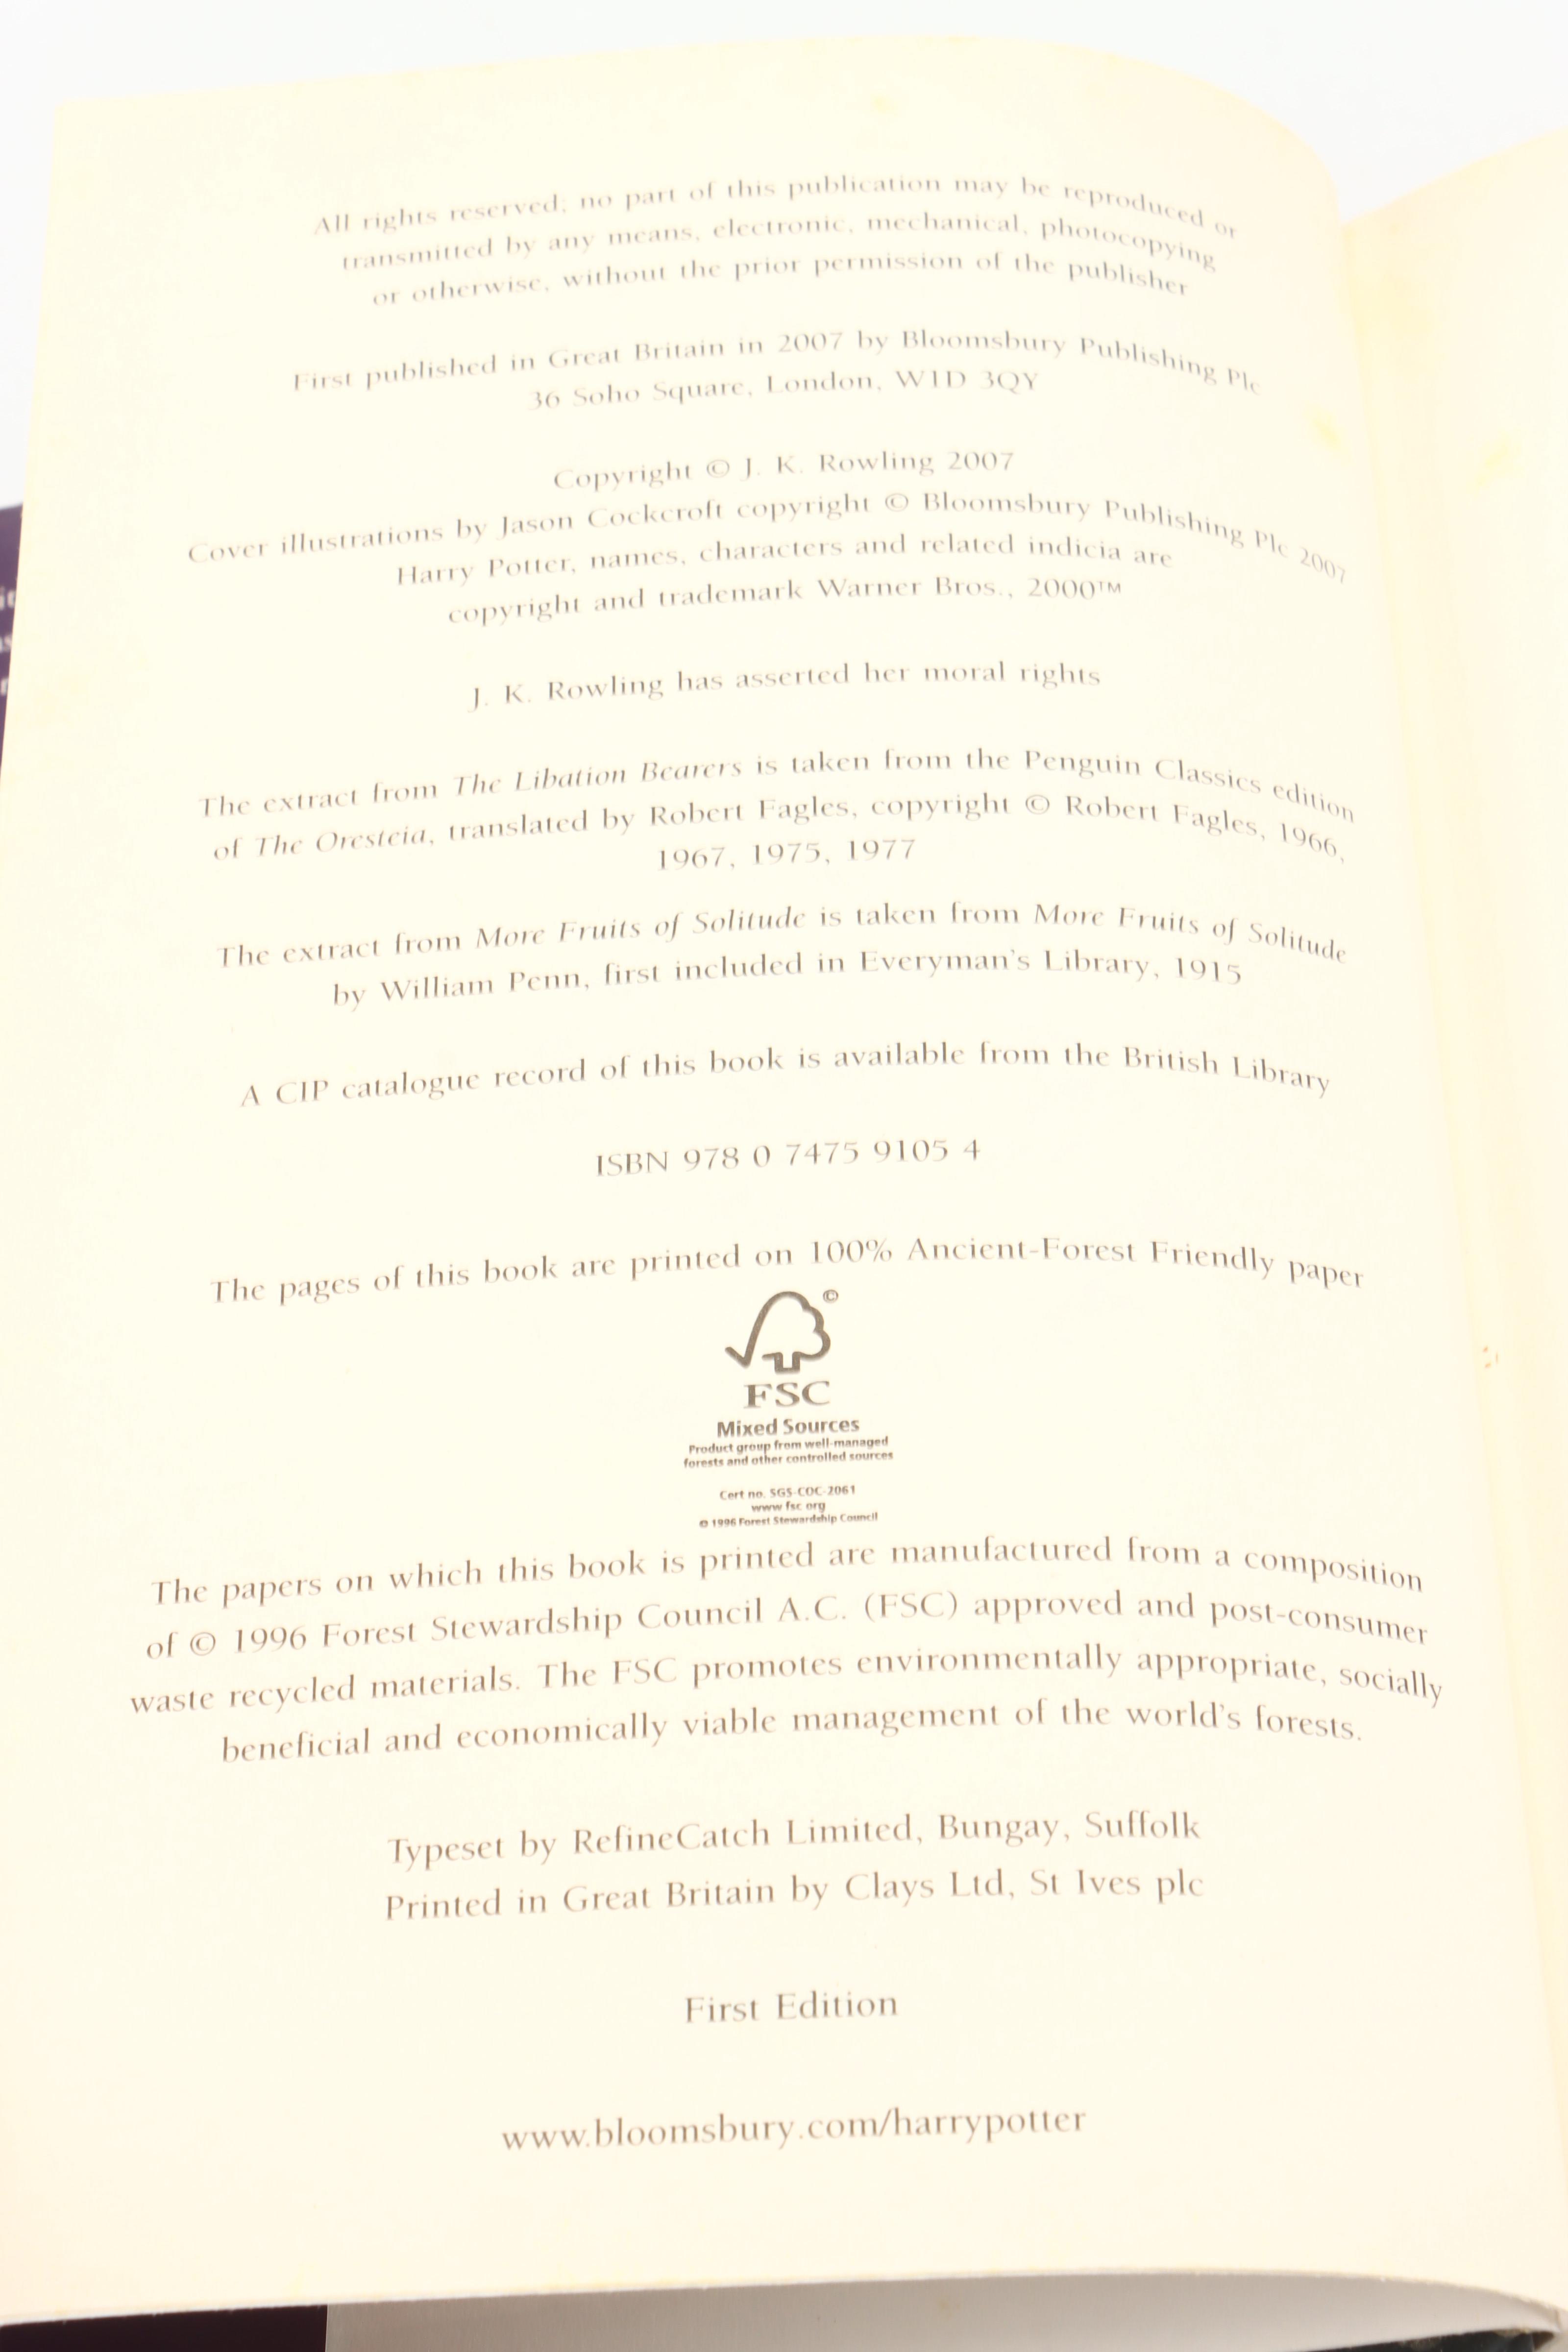 All rights reserved; no part of this publication may be reproduced or
transmitted by any means, electronic, mechanical, photocopying
or otherwise, without the prior permission of the publisher
First published in Great Britain in 2007 by Bloomsbury Publishing Plc
36 Soho Square, London, W1D 3QY
Copyright © J. K. Rowling 2007
Cover illustrations by Jason Cockcroft copyright © Bloomsbury Publishing Plc 2007
Harry Potter, names, characters and related indicia are
copyright and trademark Warner Bros., 2000™
J. K. Rowling has asserted her moral rights
The extract from The Libation Bearers is taken from the Penguin Classics edition
of The Oresteia, translated by Robert Fagles, copyright © Robert Fagles, 1966,
1967, 1975, 1977
The extract from More Fruits of Solitude is taken from More Fruits of Solitude
by William Penn, first included in Everyman's Library, 1915
A CIP catalogue record of this book is available from the British Library
ISBN 978 0 7475 9105 4
The pages of this book are printed on 100% Ancient-Forest Friendly paper
©
FSC
Mixed Sources
Product group from well-managed
forests and other controlled sources
Cert no. SGS-COC-2061
www.fsc.org
© 1996 Forest Stewardship Council
The papers on which this book is printed are manufactured from a composition
of © 1996 Forest Stewardship Council A.C. (FSC) approved and post-consumer
waste recycled materials. The FSC promotes environmentally appropriate, socially
beneficial and economically viable management of the world's forests.
Typeset by RefineCatch Limited, Bungay, Suffolk
Printed in Great Britain by Clays Ltd, St Ives plc
First Edition
www.bloomsbury.com/harrypotter